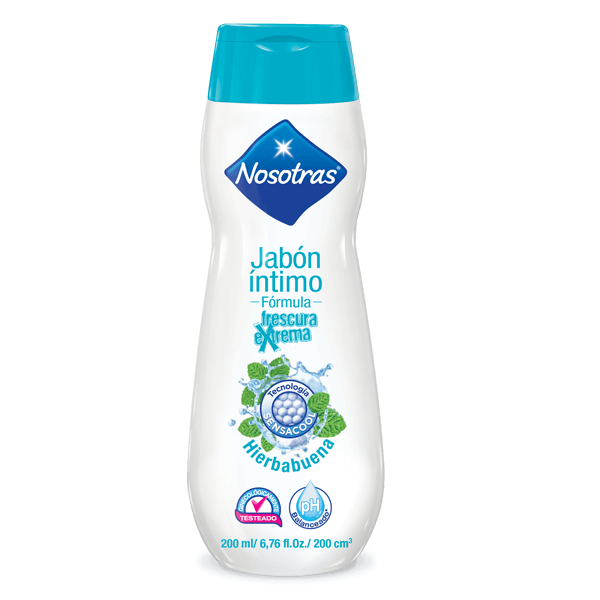 Nosotras®
Jabón
íntimo
Fórmula
frescura
eXtrema
Tecnología
SENSACOOL
Hierbabuena
GINECOLÓGICAMENTE
TESTEADO
pH
Balanceado*
200 ml/ 6,76 fl.Oz./ 200 cm³